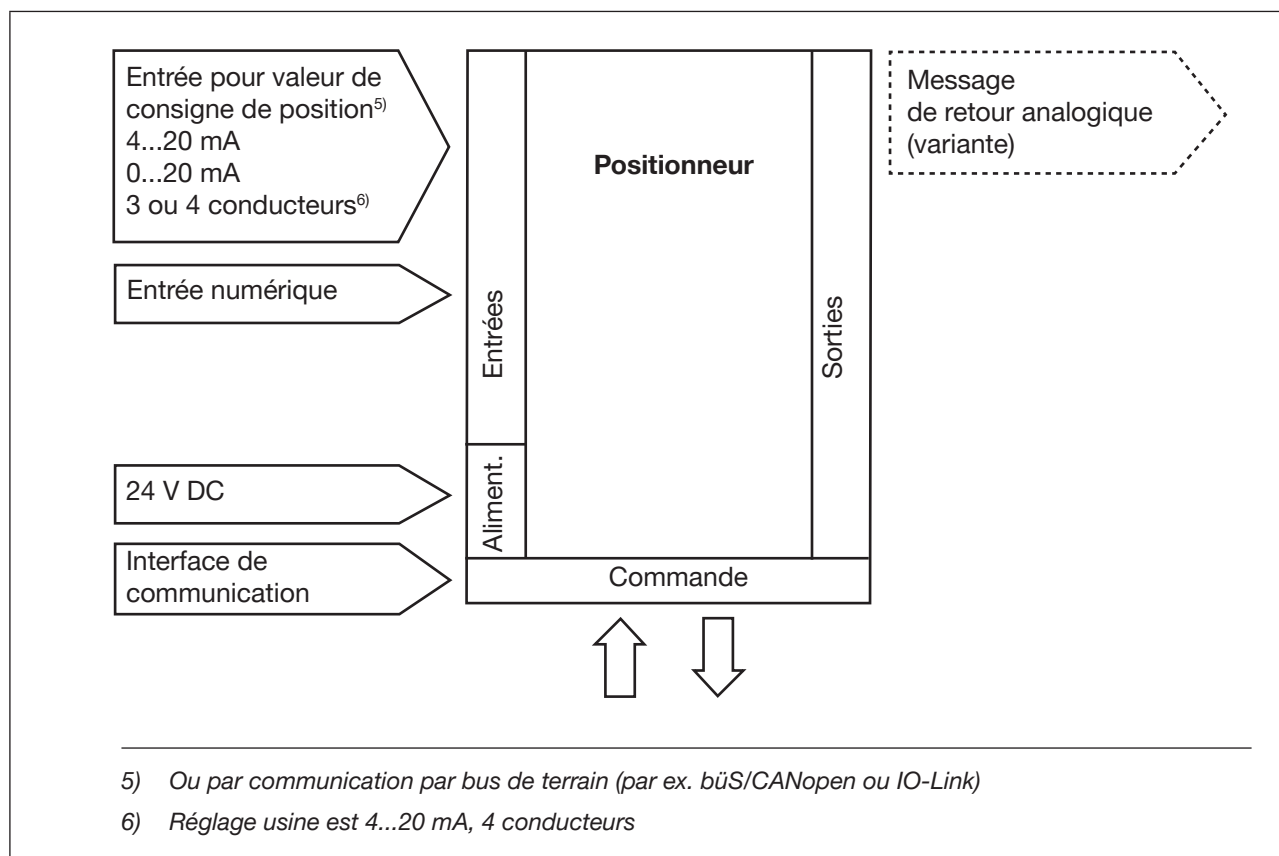 Entrée pour valeur de
consigne de position5)
4...20 mA
0...20 mA
3 ou 4 conducteurs6)
Entrée numérique
24 V DC
Interface de
communication
Entrées
Aliment.
Positionneur
Sorties
Commande
Message
de retour analogique
(variante)
5) Ou par communication par bus de terrain (par ex. büS/CANopen ou IO-Link)
6) Réglage usine est 4...20 mA, 4 conducteurs